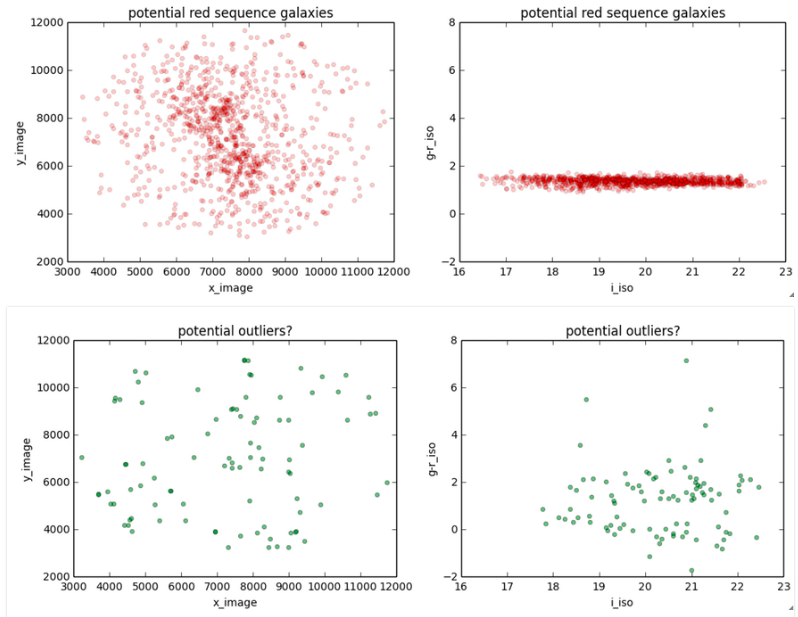 potential red sequence galaxies
12000
10000
8000
6000
4000
2000
y_image
3000 4000 5000 6000 7000 8000 9000 10000 11000 12000
x_image
potential red sequence galaxies
8
6
4
2
0
−2
g-r_iso
16 17 18 19 20 21 22 23
i_iso
potential outliers?
12000
10000
8000
6000
4000
2000
y_image
3000 4000 5000 6000 7000 8000 9000 10000 11000 12000
x_image
potential outliers?
8
6
4
2
0
−2
g-r_iso
16 17 18 19 20 21 22 23
i_iso